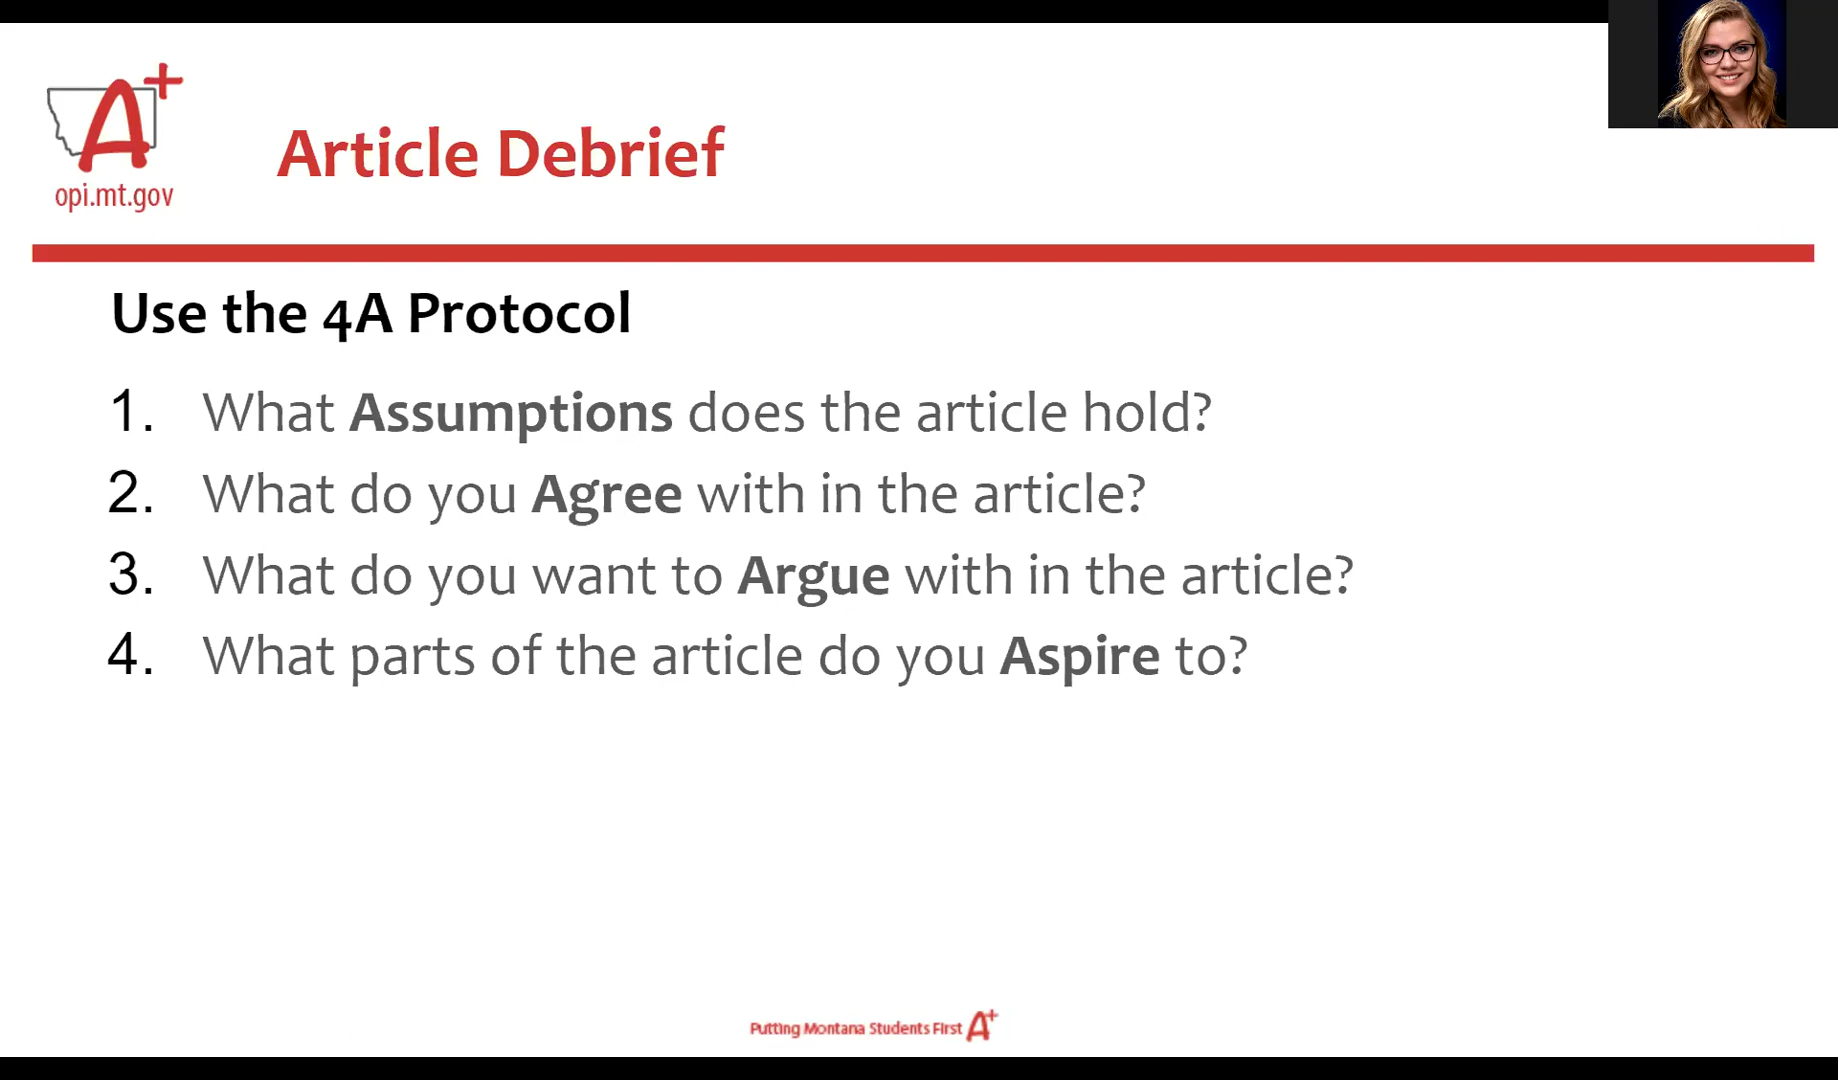 A+
opi.mt.gov
Article Debrief
Use the 4A Protocol
1. What Assumptions does the article hold?
2. What do you Agree with in the article?
3. What do you want to Argue with in the article?
4. What parts of the article do you Aspire to?
Putting Montana Students First A+